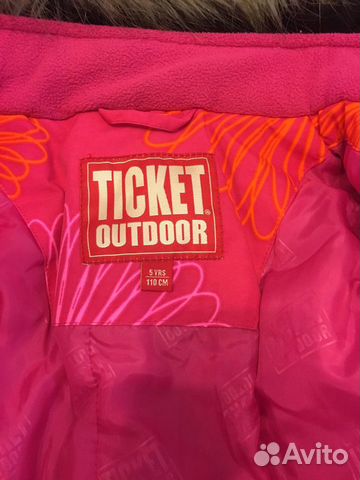 TICKET
OUTDOOR®
5 YRS
110 CM
Avito